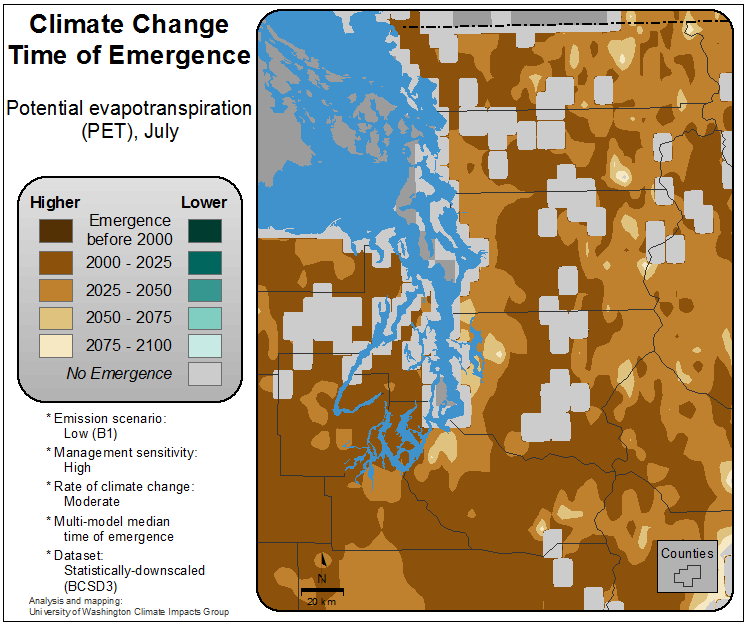 Climate Change
Time of Emergence
Potential evapotranspiration
(PET), July
Higher Lower
Emergence
before 2000
2000 - 2025
2025 - 2050
2050 - 2075
2075 - 2100
No Emergence
* Emission scenario:
Low (B1)
* Management sensitivity:
High
* Rate of climate change:
Moderate
* Multi-model median
time of emergence
* Dataset:
Statistically-downscaled
(BCSD3)
Analysis and mapping:
University of Washington Climate Impacts Group
N
20 km
Counties